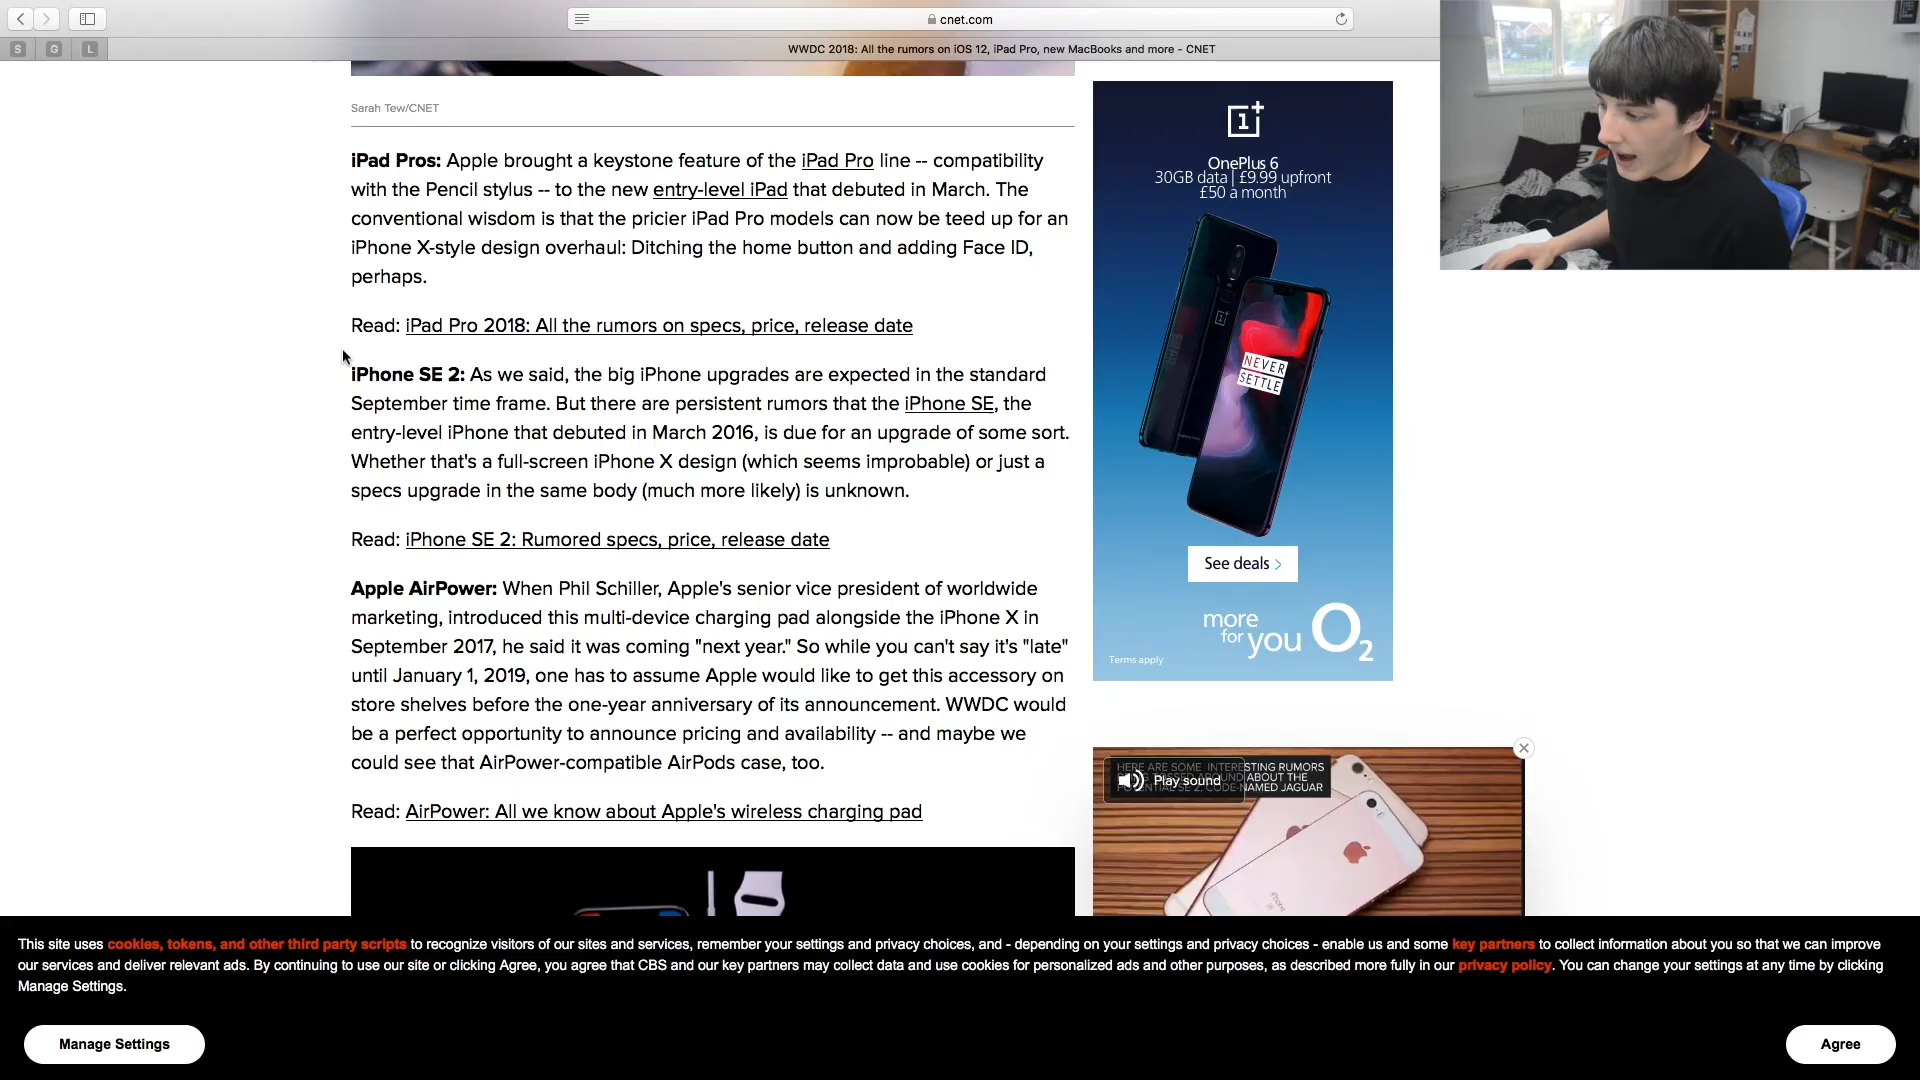 cnet.com
S G L
WWDC 2018: All the rumors on iOS 12, iPad Pro, new MacBooks and more - CNET
Sarah Tew/CNET
iPad Pros: Apple brought a keystone feature of the iPad Pro line -- compatibility
with the Pencil stylus -- to the new entry-level iPad that debuted in March. The
conventional wisdom is that the pricier iPad Pro models can now be teed up for an
iPhone X-style design overhaul: Ditching the home button and adding Face ID,
perhaps.
Read: iPad Pro 2018: All the rumors on specs, price, release date
iPhone SE 2: As we said, the big iPhone upgrades are expected in the standard
September time frame. But there are persistent rumors that the iPhone SE, the
entry-level iPhone that debuted in March 2016, is due for an upgrade of some sort.
Whether that's a full-screen iPhone X design (which seems improbable) or just a
specs upgrade in the same body (much more likely) is unknown.
Read: iPhone SE 2: Rumored specs, price, release date
Apple AirPower: When Phil Schiller, Apple's senior vice president of worldwide
marketing, introduced this multi-device charging pad alongside the iPhone X in
September 2017, he said it was coming "next year." So while you can't say it's "late"
until January 1, 2019, one has to assume Apple would like to get this accessory on
store shelves before the one-year anniversary of its announcement. WWDC would
be a perfect opportunity to announce pricing and availability -- and maybe we
could see that AirPower-compatible AirPods case, too.
Read: AirPower: All we know about Apple's wireless charging pad
1+
OnePlus 6
30GB data | £9.99 upfront
£50 a month
NEVER
SETTLE
See deals >
more
for you O2
Terms apply
HERE ARE SOME INTERESTING RUMORS
BEING TOSSED AROUND ABOUT THE
POTENTIAL SE 2, CODE-NAMED JAGUAR
Play sound
iPhone
This site uses cookies, tokens, and other third party scripts to recognize visitors of our sites and services, remember your settings and privacy choices, and - depending on your settings and privacy choices - enable us and some key partners to collect information about you so that we can improve
our services and deliver relevant ads. By continuing to use our site or clicking Agree, you agree that CBS and our key partners may collect data and use cookies for personalized ads and other purposes, as described more fully in our privacy policy. You can change your settings at any time by clicking
Manage Settings.
Manage Settings
Agree